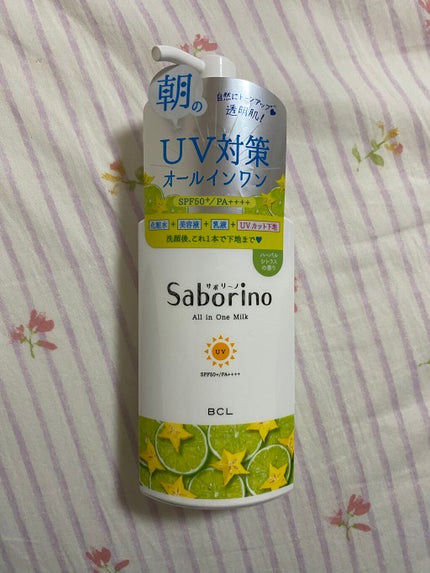 朝の
自然にトーンアップ
透明肌!
UV対策
オールインワン
SPF50+/PA++++
化粧水+美容液+乳液+UVカット下地
洗顔後、これ1本で下地まで♥
ハーバル
シトラス
の香り
サボリーノ
Saborino
All in One Milk
UV
SPF50+/PA++++
BCL